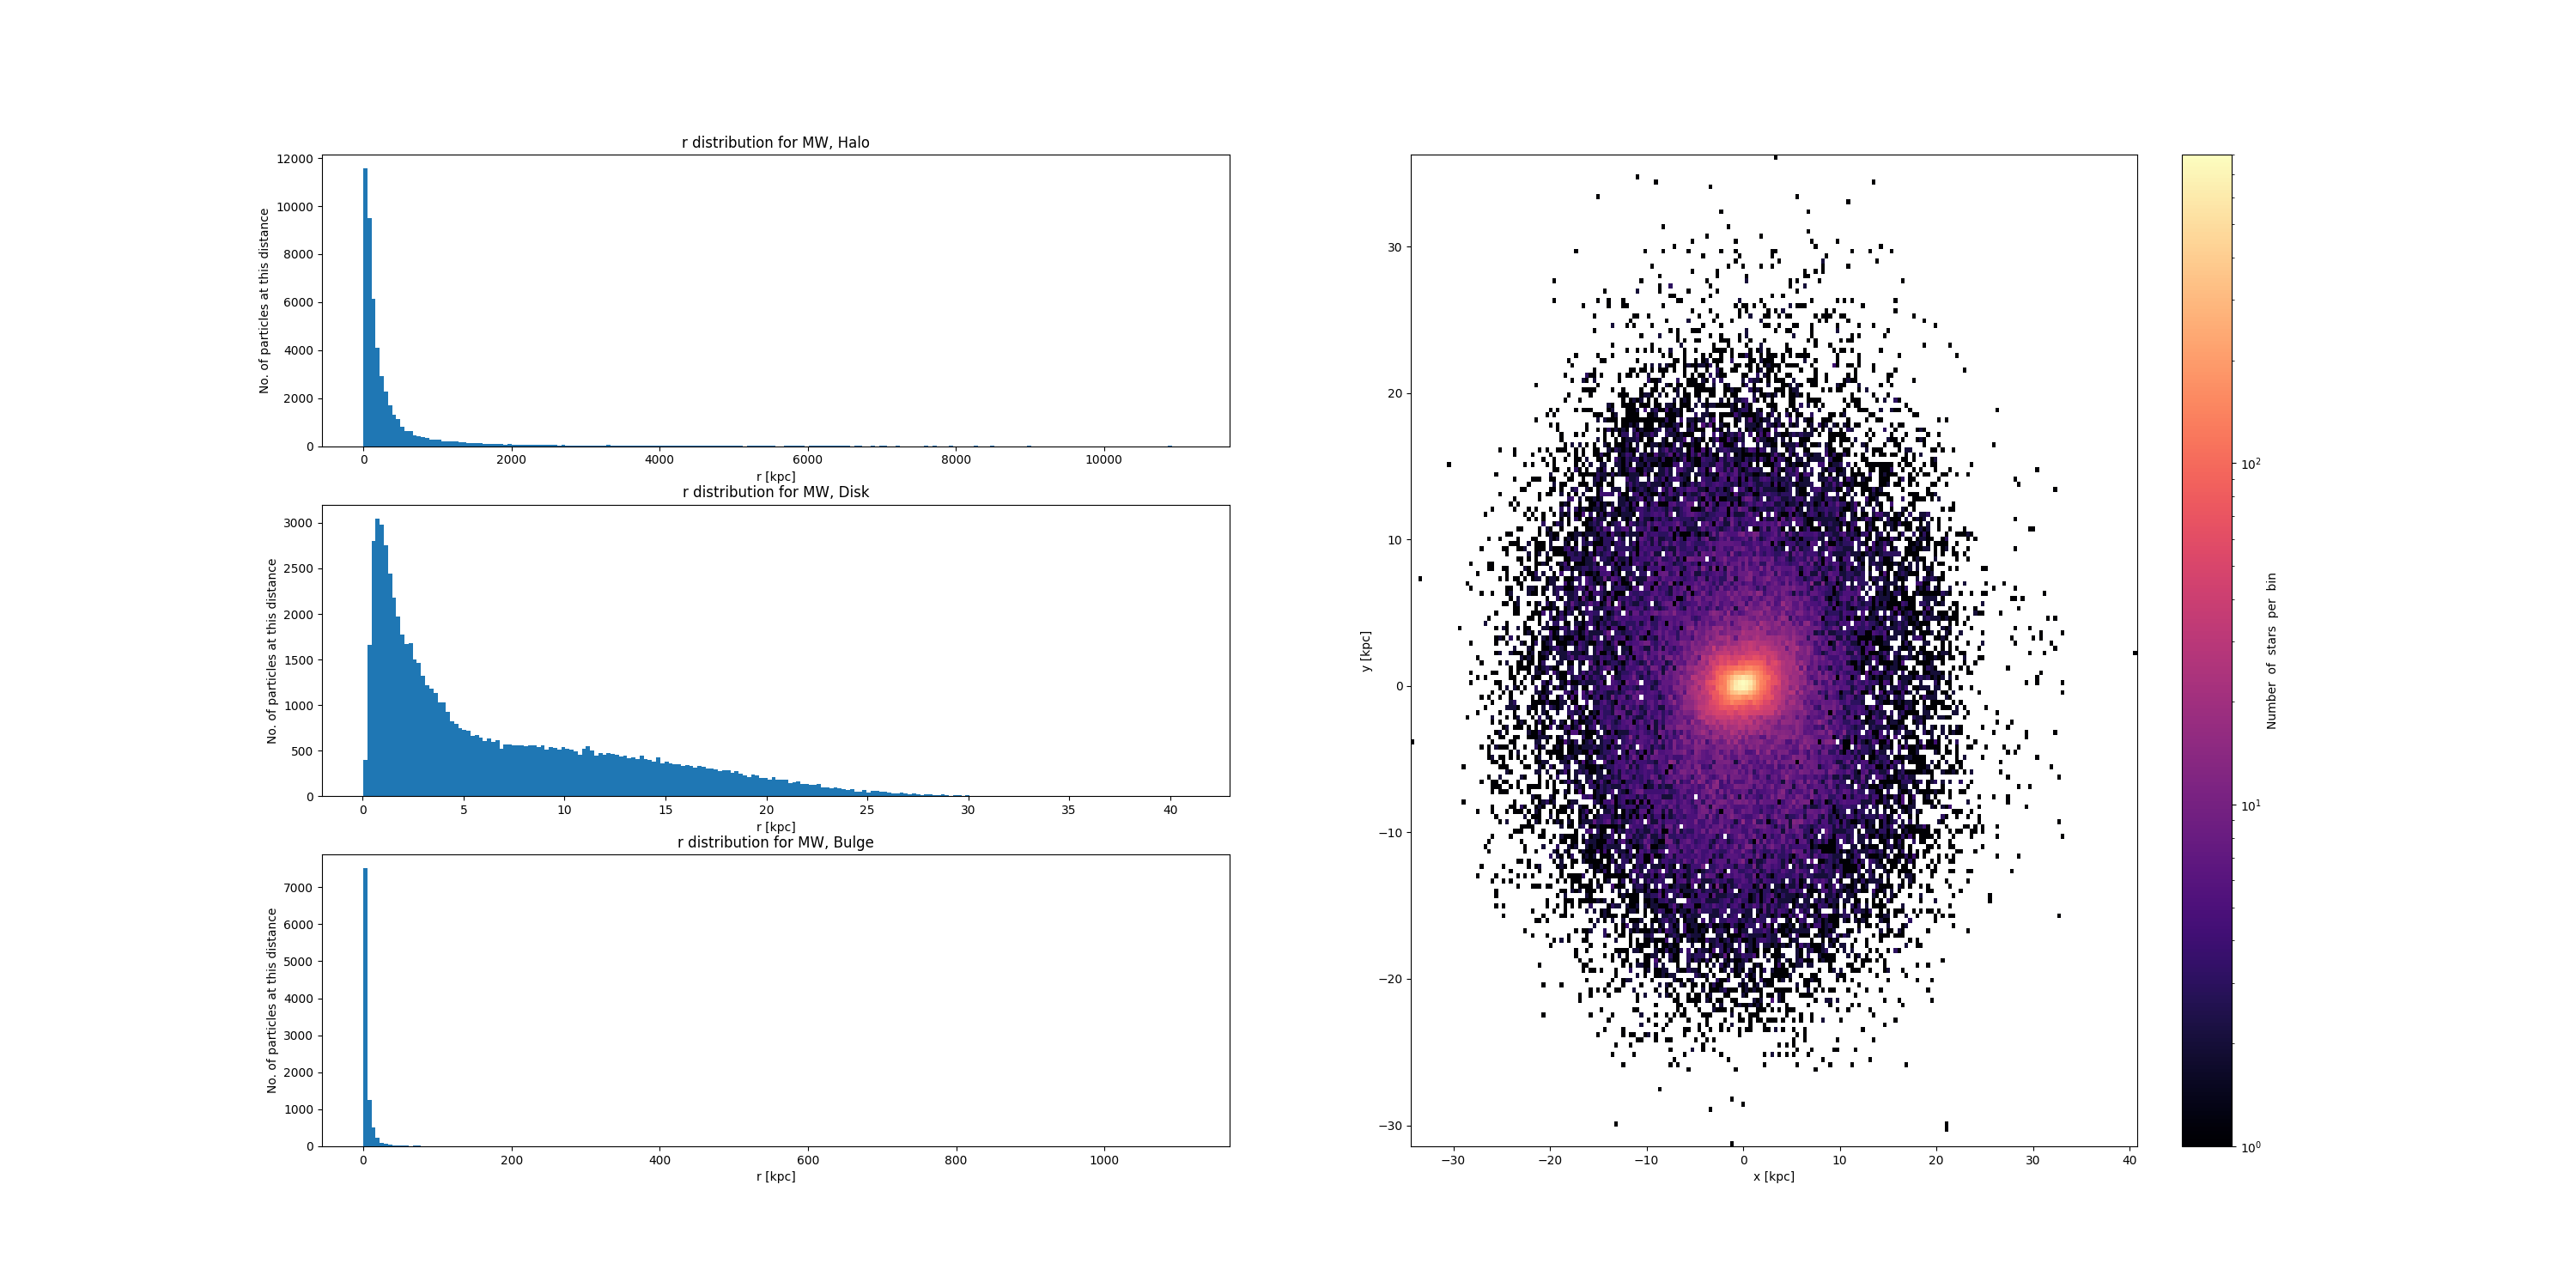 r distribution for MW, Halo
No. of particles at this distance
12000
10000
8000
6000
4000
2000
0
0 2000 4000 6000 8000 10000
r [kpc]
r distribution for MW, Disk
No. of particles at this distance
3000
2500
2000
1500
1000
500
0
0 5 10 15 20 25 30 35 40
r [kpc]
r distribution for MW, Bulge
No. of particles at this distance
7000
6000
5000
4000
3000
2000
1000
0
0 200 400 600 800 1000
r [kpc]
y [kpc]
30
20
10
0
−10
−20
−30
−30 −20 −10 0 10 20 30 40
x [kpc]
10²
10¹
10⁰
Number of stars per bin